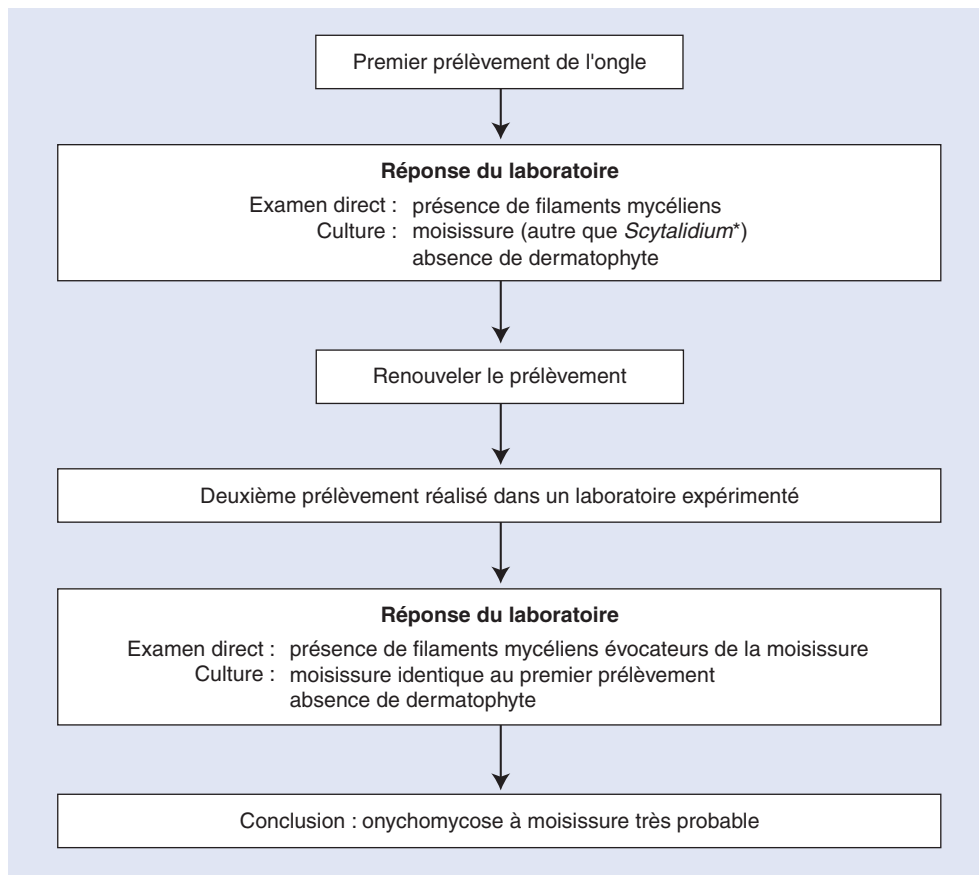 Premier prélèvement de l'ongle
Réponse du laboratoire
Examen direct : présence de filaments mycéliens
Culture : moisissure (autre que Scytalidium*)
absence de dermatophyte
Renouveler le prélèvement
Deuxième prélèvement réalisé dans un laboratoire expérimenté
Réponse du laboratoire
Examen direct : présence de filaments mycéliens évocateurs de la moisissure
Culture : moisissure identique au premier prélèvement
absence de dermatophyte
Conclusion : onychomycose à moisissure très probable